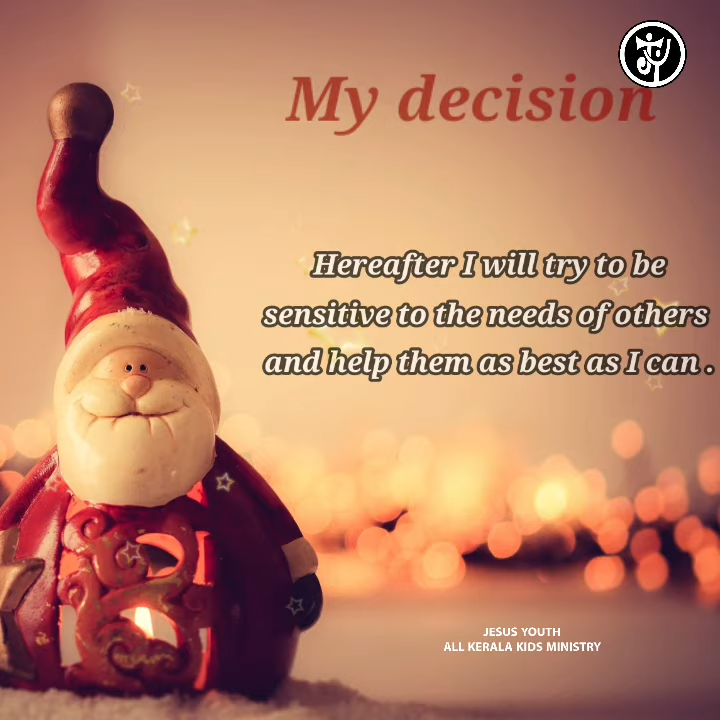 My decision
Hereafter I will try to be
sensitive to the needs of others
and help them as best as I can .
JESUS YOUTH
ALL KERALA KIDS MINISTRY